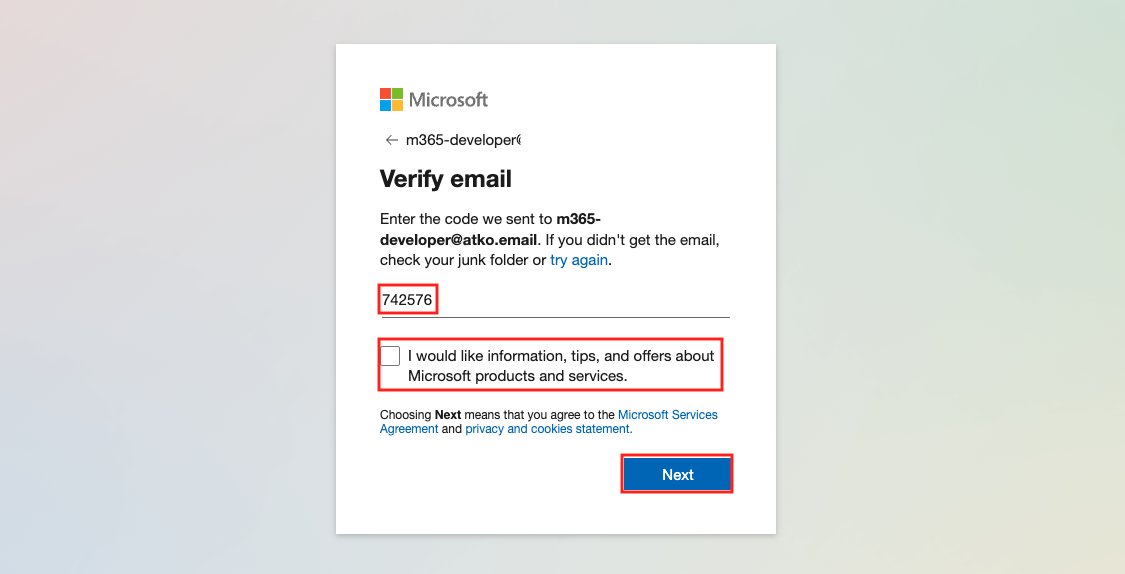 Microsoft
← m365-developer@
Verify email
Enter the code we sent to m365-
developer@atko.email. If you didn't get the email,
check your junk folder or try again.
742576
I would like information, tips, and offers about
Microsoft products and services.
Choosing Next means that you agree to the Microsoft Services
Agreement and privacy and cookies statement.
Next